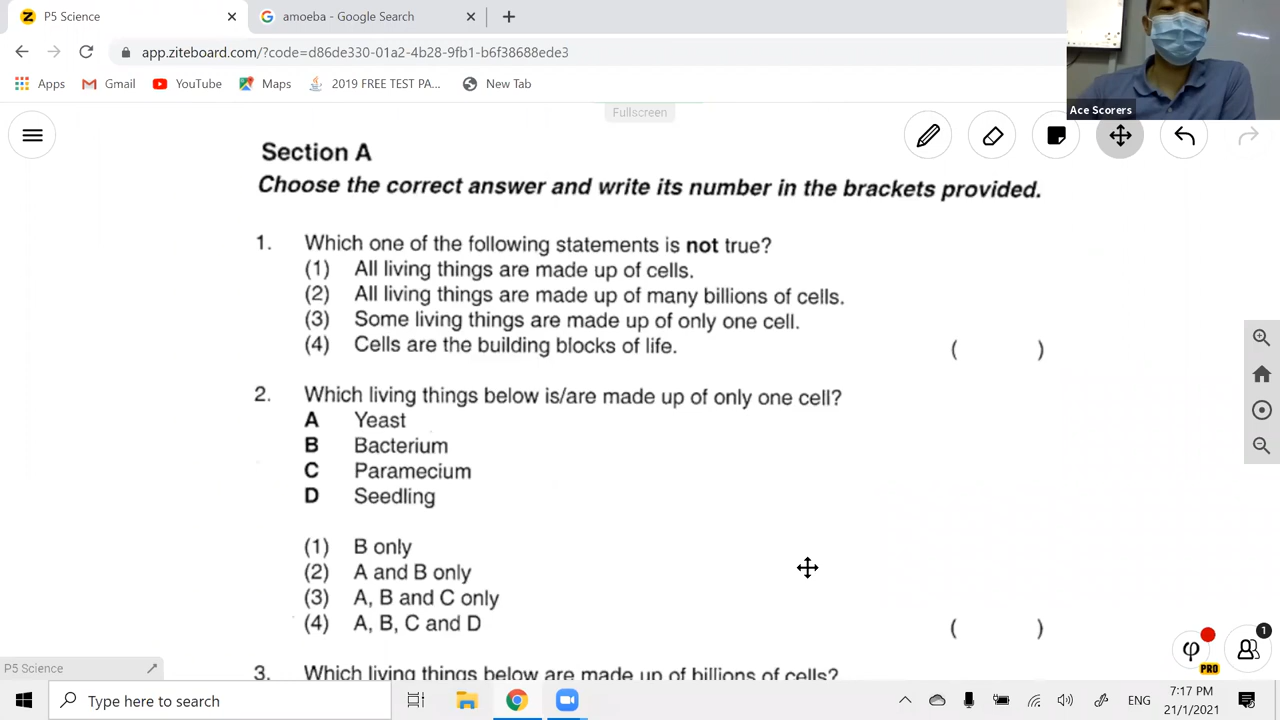 P5 Science
amoeba - Google Search
app.ziteboard.com/?code=d86de330-01a2-4b28-9fb1-b6f38688ede3
Apps
Gmail
YouTube
Maps
2019 FREE TEST PA...
New Tab
Ace Scorers
Fullscreen
Section A
Choose the correct answer and write its number in the brackets provided.
1. Which one of the following statements is not true?
(1) All living things are made up of cells.
(2) All living things are made up of many billions of cells.
(3) Some living things are made up of only one cell.
(4) Cells are the building blocks of life. ( )
2. Which living things below is/are made up of only one cell?
A Yeast
B Bacterium
C Paramecium
D Seedling
(1) B only
(2) A and B only
(3) A, B and C only
(4) A, B, C and D ( )
3. Which living things below are made up of billions of cells?
P5 Science
PRO
1
Type here to search
ENG
7:17 PM
21/1/2021